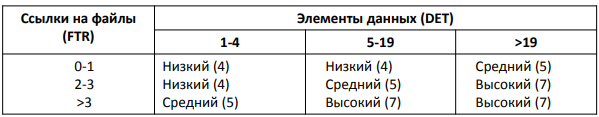 Ссылки на файлы (FTR) Элементы данных (DET)
1-4 5-19 >19
0-1 Низкий (4) Низкий (4) Средний (5)
2-3 Низкий (4) Средний (5) Высокий (7)
>3 Средний (5) Высокий (7) Высокий (7)